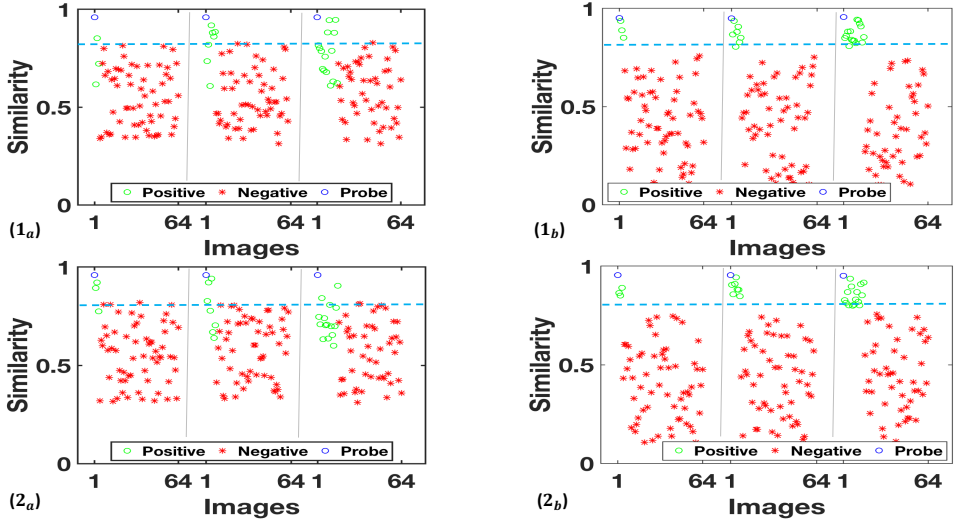 1
0.5
0
Similarity
Positive Negative Probe
1 64 1 64 1 64
Images
(1a)
1
0.5
0
Similarity
Positive Negative Probe
1 64 1 64 1 64
Images
(1b)
1
0.5
0
Similarity
Positive Negative Probe
1 64 1 64 1 64
Images
(2a)
1
0.5
0
Similarity
Positive Negative Probe
1 64 1 64 1 64
Images
(2b)